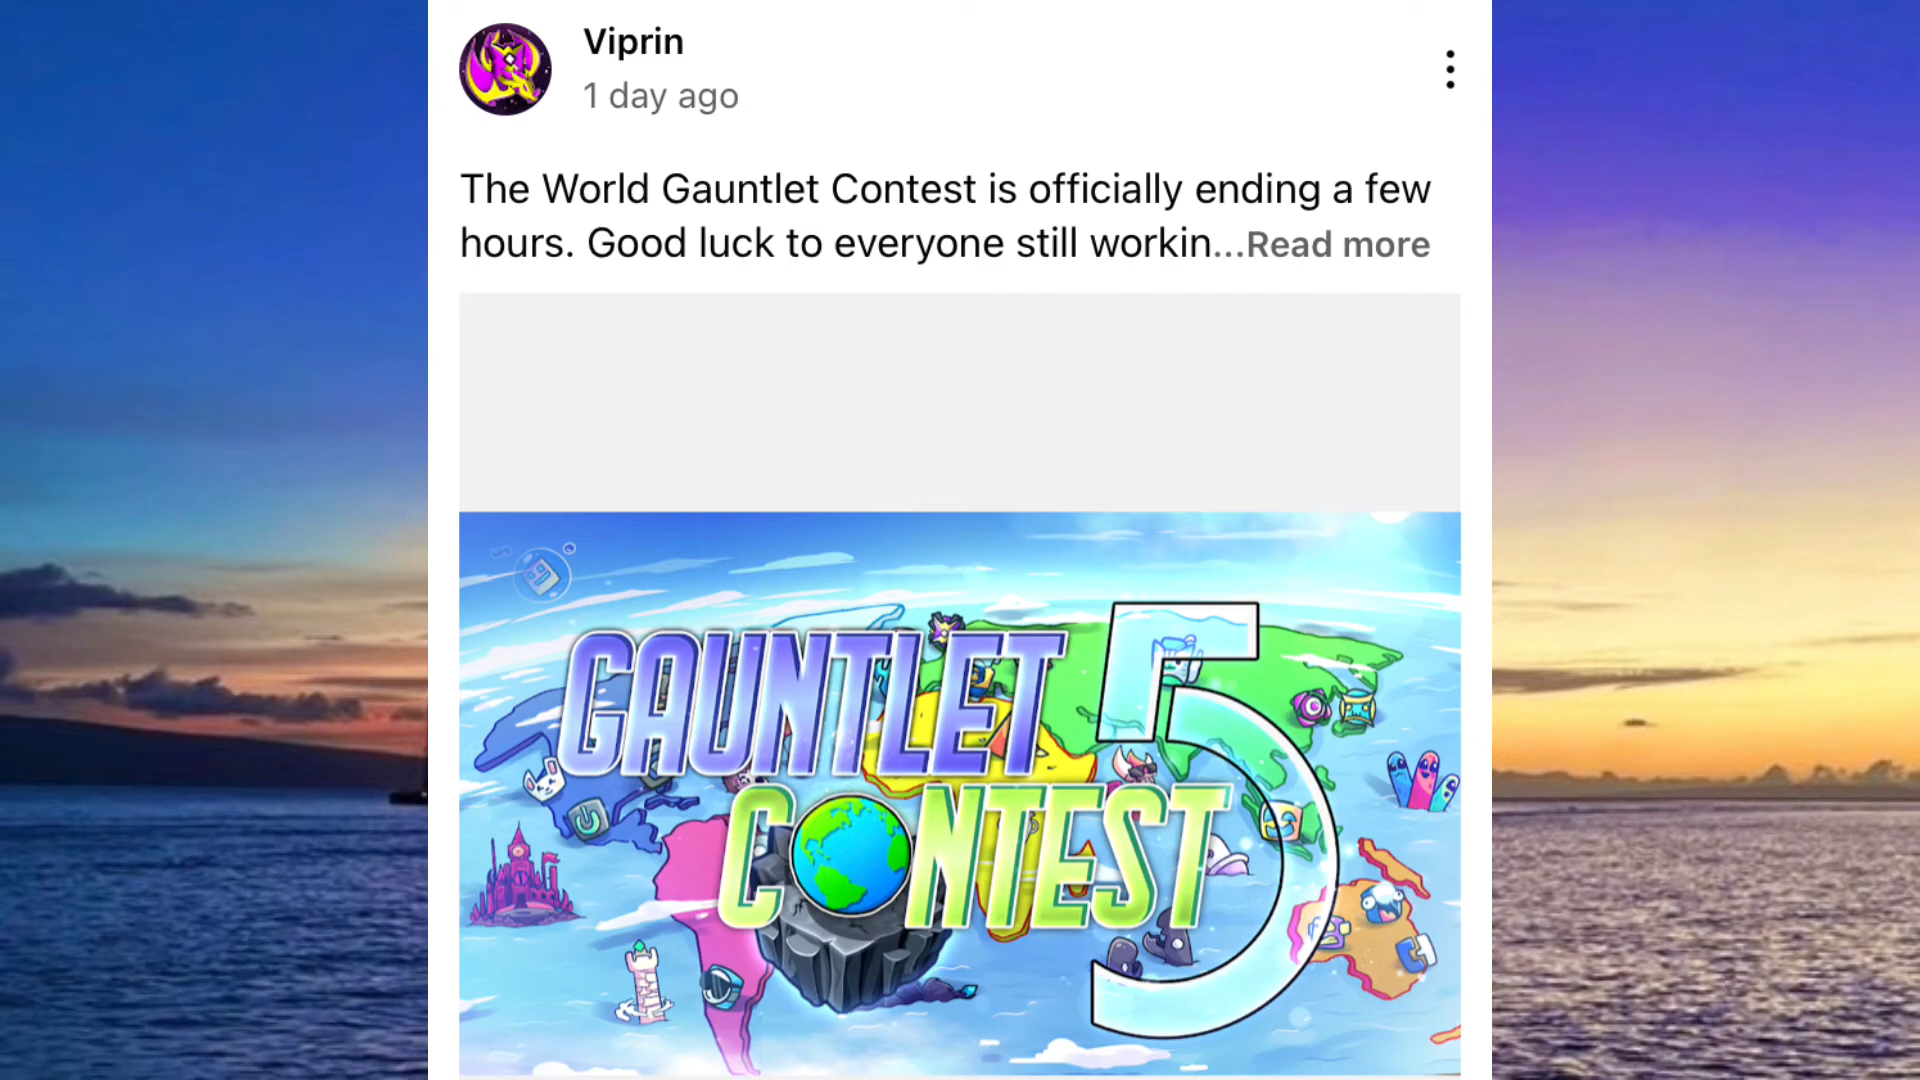 Viprin
1 day ago
The World Gauntlet Contest is officially ending a few
hours. Good luck to everyone still workin...Read more
GAUNTLET
CONTEST
5